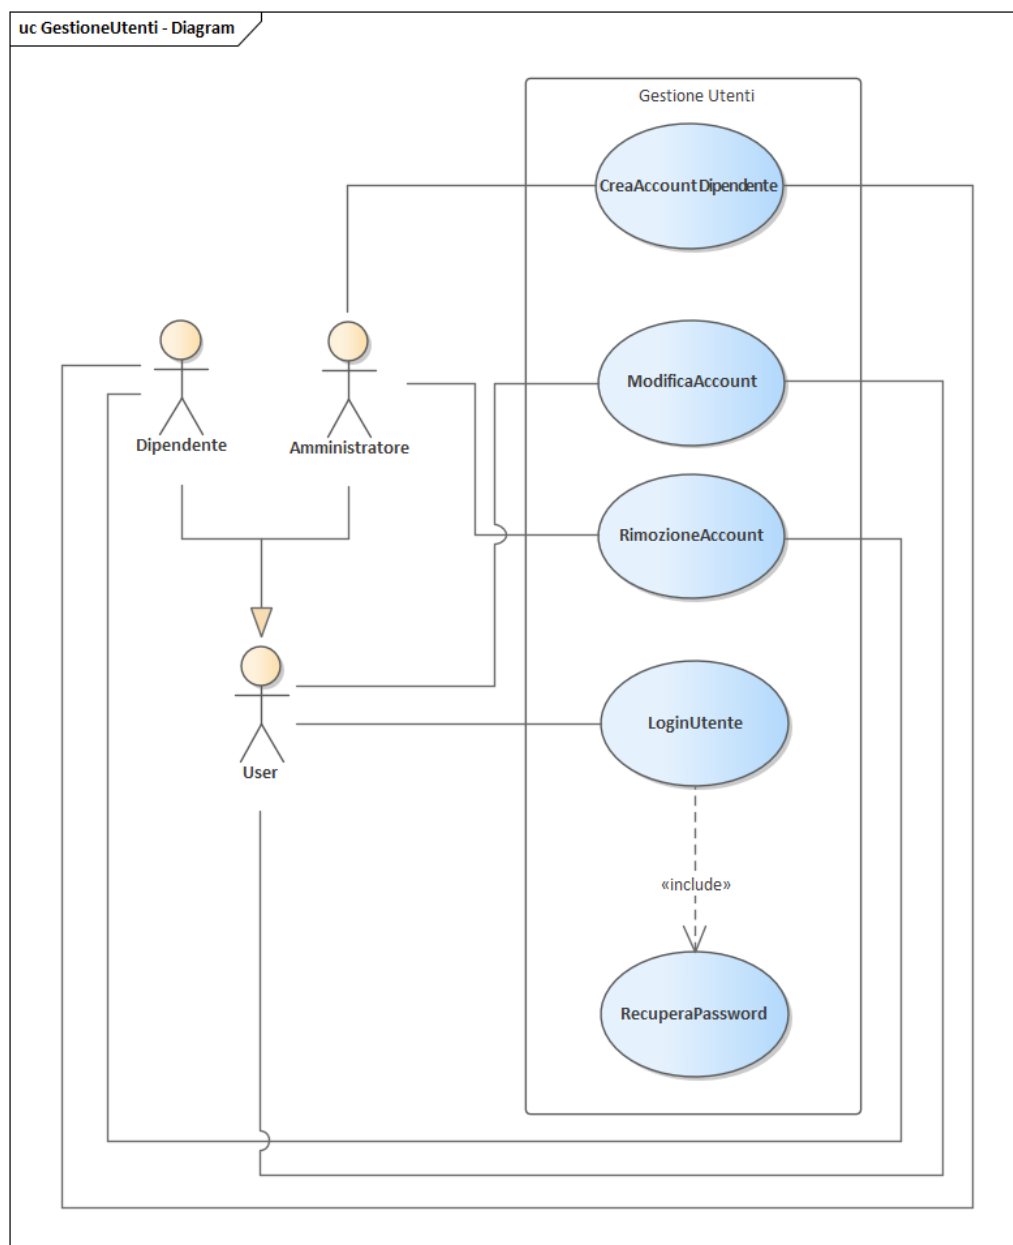 uc GestioneUtenti - Diagram
Gestione Utenti
CreaAccountDipendente
ModificaAccount
Dipendente
Amministratore
RimozioneAccount
LoginUtente
User
«include»
RecuperaPassword